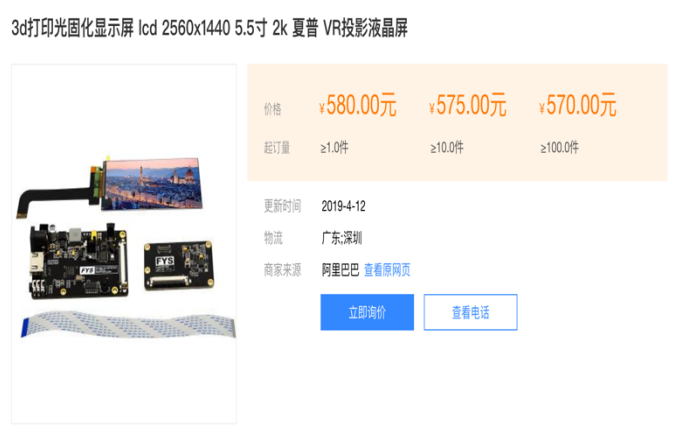 3d打印光固化显示屏 lcd 2560x1440 5.5寸 2k 夏普 VR投影液晶屏
价格 ¥580.00元 ¥575.00元 ¥570.00元
起订量 ≥1.0件 ≥10.0件 ≥100.0件
更新时间 2019-4-12
物流 广东;深圳
商家来源 阿里巴巴 查看原网页
立即询价 查看电话
FYS
FYS